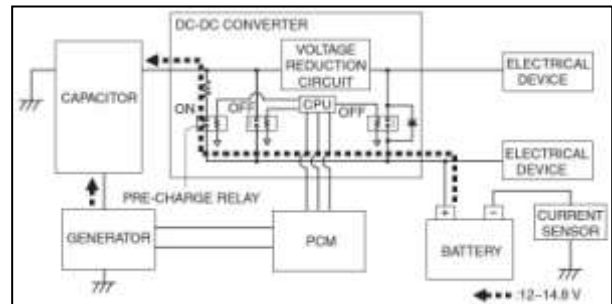 DC-DC CONVERTER
VOLTAGE
REDUCTION
CIRCUIT
ELECTRICAL
DEVICE
CAPACITOR
ON
OFF
CPU
OFF
ELECTRICAL
DEVICE
PRE-CHARGE RELAY
GENERATOR
PCM
+
−
BATTERY
CURRENT
SENSOR
:12–14.8 V